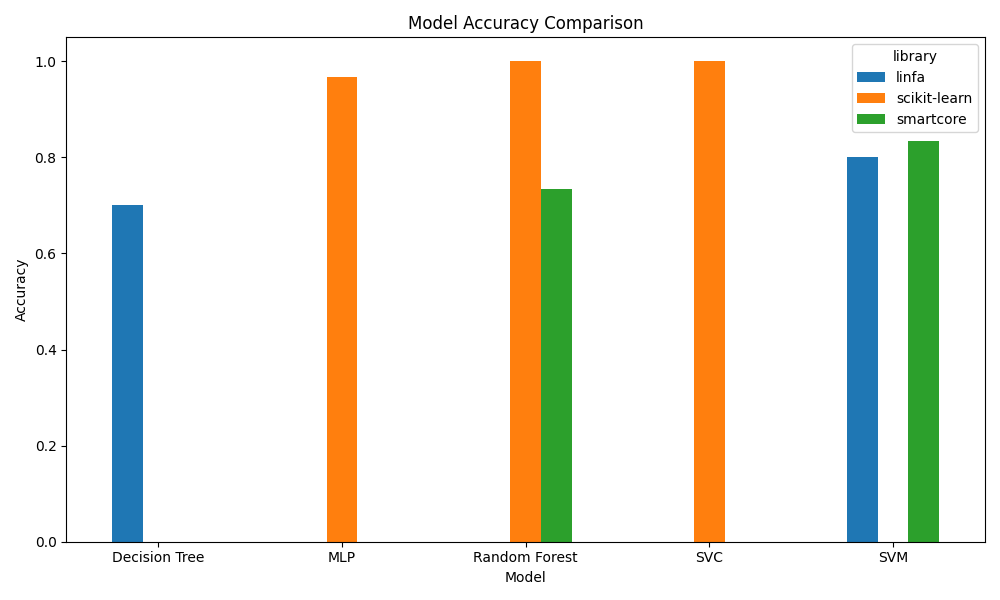 Model Accuracy Comparison
library
linfa
scikit-learn
smartcore
Accuracy
1.0
0.8
0.6
0.4
0.2
0.0
Decision Tree MLP Random Forest SVC SVM
Model